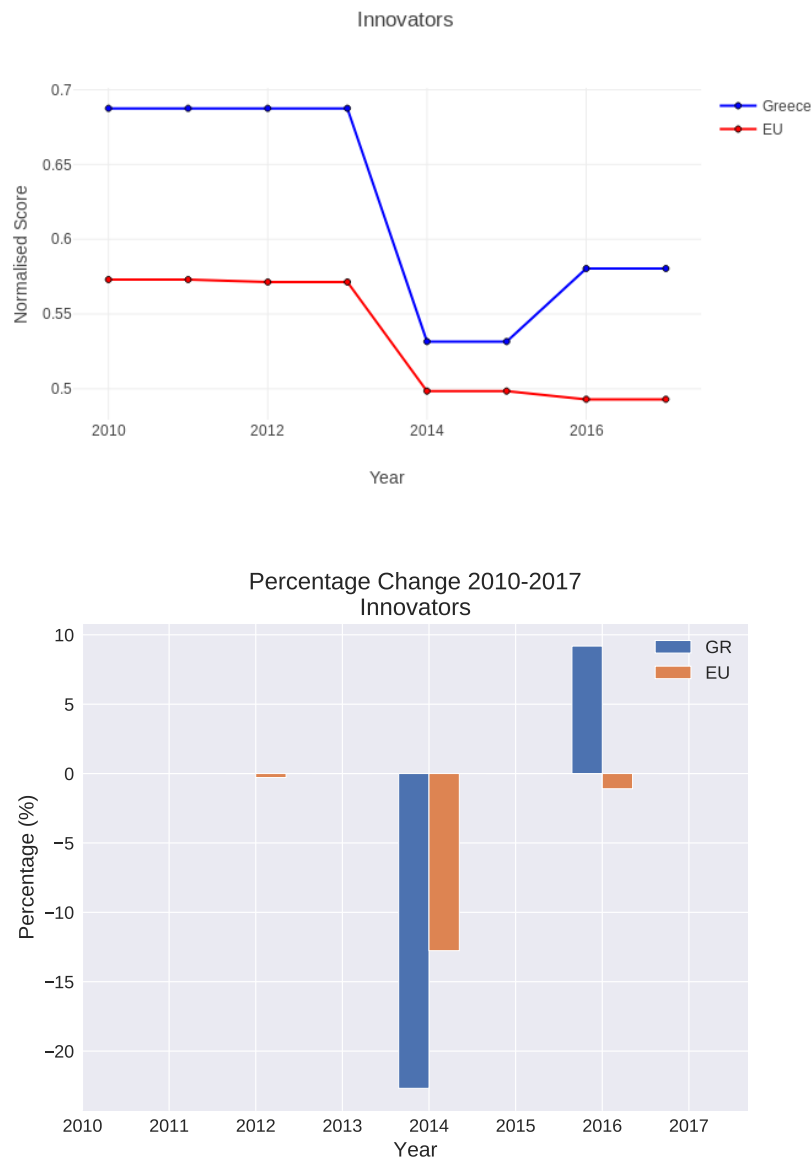 Innovators
0.7
0.65
0.6
0.55
0.5
Normalised Score
2010 2012 2014 2016
Year
Greece
EU
Percentage Change 2010-2017
Innovators
10
5
0
−5
−10
−15
−20
Percentage (%)
GR
EU
2010 2011 2012 2013 2014 2015 2016 2017
Year